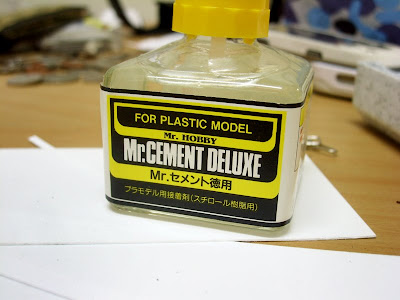 FOR PLASTIC MODEL
Mr. HOBBY
Mr.CEMENT DELUXE
Mr.セメント徳用
プラモデル用接着剤(スチロール樹脂用)